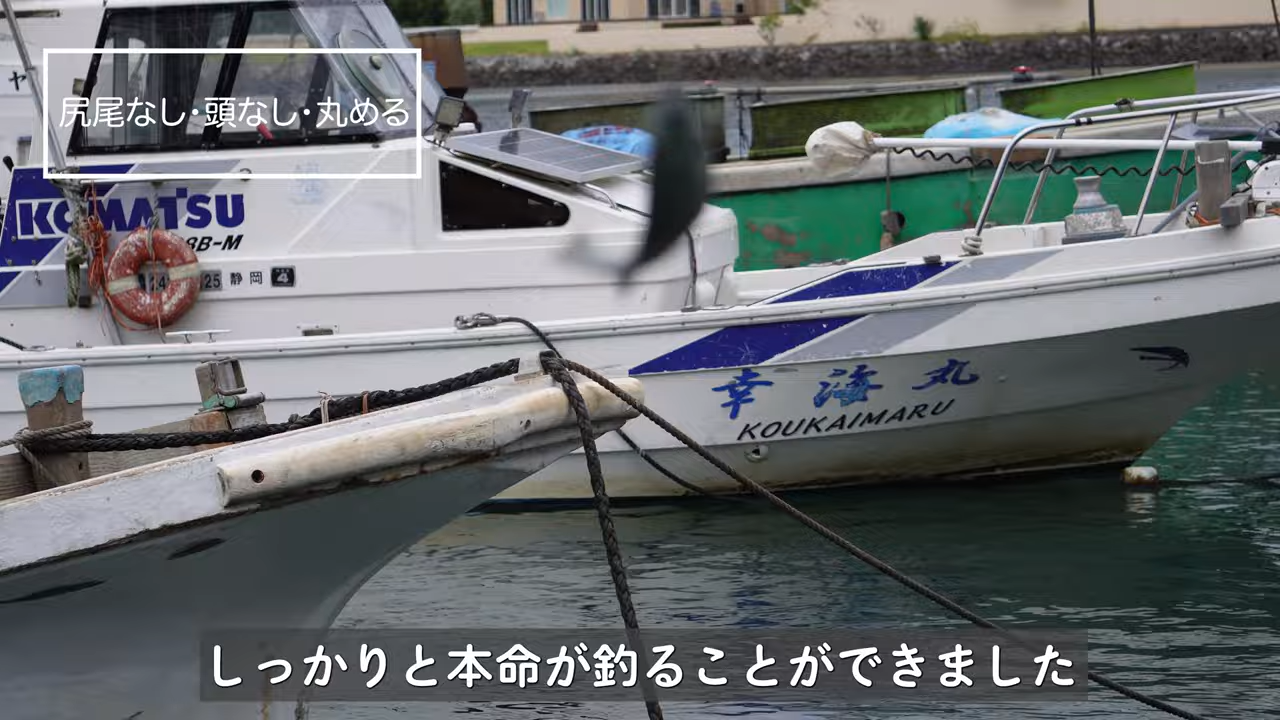 尻尾なし・頭なし・丸める
KOMATSU
8B-M
静岡
4
幸海丸
KOUKAIMARU
しっかりと本命が釣ることができました